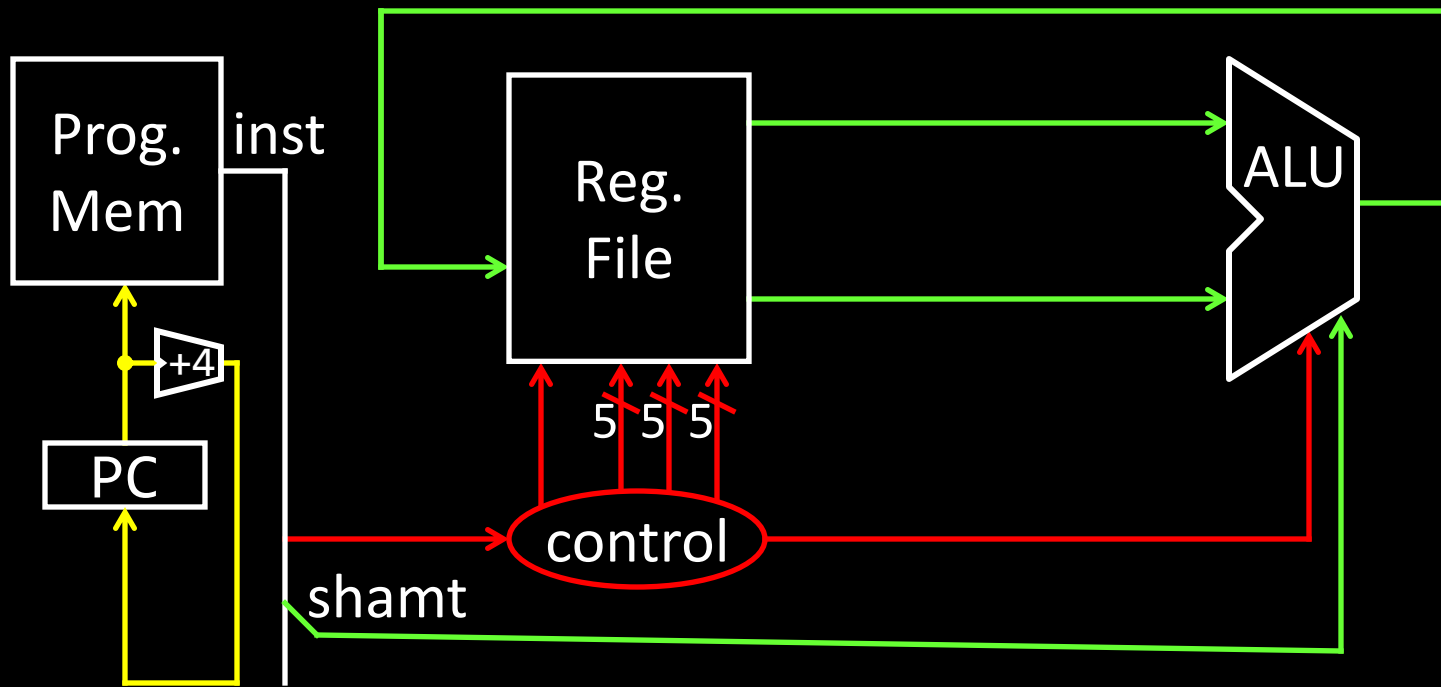 Prog.
Mem
inst
Reg.
File
ALU
+4
5 5 5
PC
control
shamt